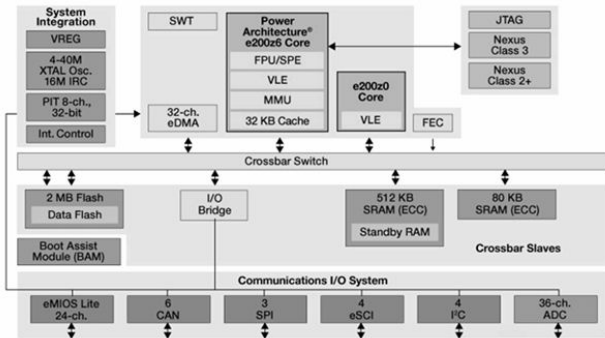 System
Integration
VREG
4-40M
XTAL Osc.
16M IRC
PIT 8-ch.,
32-bit
Int. Control
SWT
32-ch.
eDMA
Power
Architecture®
e200z6 Core
FPU/SPE
VLE
MMU
32 KB Cache
e200z0
Core
VLE
FEC
JTAG
Nexus
Class 3
Nexus
Class 2+
Crossbar Switch
2 MB Flash
Data Flash
I/O
Bridge
512 KB
SRAM (ECC)
Standby RAM
80 KB
SRAM (ECC)
Boot Assist
Module (BAM)
Crossbar Slaves
Communications I/O System
eMIOS Lite
24-ch.
6
CAN
3
SPI
4
eSCI
4
I²C
36-ch.
ADC